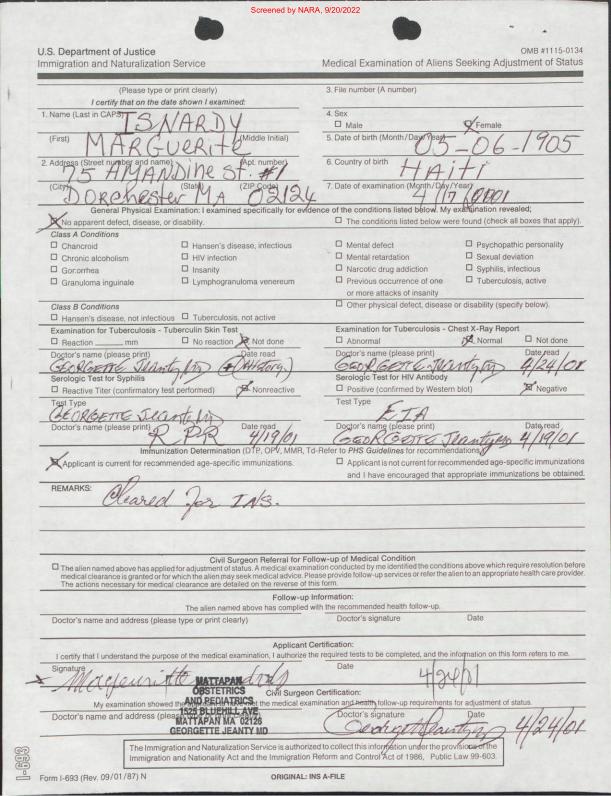 Screened by NARA, 9/20/2022
U.S. Department of Justice
Immigration and Naturalization Service
OMB #1115-0134
Medical Examination of Aliens Seeking Adjustment of Status
(Please type or print clearly)
I certify that on the date shown I examined:
3. File number (A number)
1. Name (Last in CAPS) ISNARDY
(First) MARGUERITE (Middle Initial)
4. Sex
☐ Male ☒ Female
5. Date of birth (Month/Day/Year) 05-06-1905
2. Address (Street number and name) (Apt. number)
75 AMANDINE ST. #1
6. Country of birth HAITI
(City) (State) (ZIP Code)
DORCHESTER MA 02124
7. Date of examination (Month/Day/Year)
4/17/2001
General Physical Examination: I examined specifically for evidence of the conditions listed below. My examination revealed;
☒ No apparent defect, disease, or disability. ☐ The conditions listed below were found (check all boxes that apply).
Class A Conditions
☐ Chancroid ☐ Hansen's disease, infectious ☐ Mental defect ☐ Psychopathic personality
☐ Chronic alcoholism ☐ HIV infection ☐ Mental retardation ☐ Sexual deviation
☐ Gonorrhea ☐ Insanity ☐ Narcotic drug addiction ☐ Syphilis, infectious
☐ Granuloma inguinale ☐ Lymphogranuloma venereum ☐ Previous occurrence of one ☐ Tuberculosis, active
or more attacks of insanity
Class B Conditions
☐ Other physical defect, disease or disability (specify below).
☐ Hansen's disease, not infectious ☐ Tuberculosis, not active
Examination for Tuberculosis - Tuberculin Skin Test
☐ Reaction ____ mm ☐ No reaction ☒ Not done
Doctor's name (please print) Date read
GEORGETTE Jeanty MD + (History)
Examination for Tuberculosis - Chest X-Ray Report
☐ Abnormal ☒ Normal ☐ Not done
Doctor's name (please print) Date read
GEORGETTE Jeanty MD 4/24/01
Serologic Test for Syphilis
☐ Reactive Titer (confirmatory test performed) ☒ Nonreactive
Test Type
GEORGETTE Jeanty MD
Doctor's name (please print) Date read
RPR 4/19/01
Serologic Test for HIV Antibody
☐ Positive (confirmed by Western blot) ☒ Negative
Test Type
EIA
Doctor's name (please print) Date read
GEORGETTE Jeanty MD 4/19/01
Immunization Determination (DTP, OPV, MMR, Td-Refer to PHS Guidelines for recommendations)
☒ Applicant is current for recommended age-specific immunizations.
☐ Applicant is not current for recommended age-specific immunizations
and I have encouraged that appropriate immunizations be obtained.
REMARKS: Cleared for INS.
Civil Surgeon Referral for Follow-up of Medical Condition
☐ The alien named above has applied for adjustment of status. A medical examination conducted by me identified the conditions above which require resolution before
medical clearance is granted or for which the alien may seek medical advice. Please provide follow-up services or refer the alien to an appropriate health care provider.
The actions necessary for medical clearance are detailed on the reverse of this form.
Follow-up Information:
The alien named above has complied with the recommended health follow-up.
Doctor's name and address (please type or print clearly) Doctor's signature Date
Applicant Certification:
I certify that I understand the purpose of the medical examination, I authorize the required tests to be completed, and the information on this form refers to me.
Signature Date
x Marguerite 4/24/01
Civil Surgeon Certification:
My examination showed the applicant to have met the medical examination and health follow-up requirements for adjustment of status.
Doctor's name and address (please Doctor's signature Date
MATTAPAN
OBSTETRICS
AND PEDIATRICS
1525 BLUEHILL AVE
MATTAPAN MA 02126
GEORGETTE JEANTY MD
Georgette Jeanty MD 4/24/01
The Immigration and Naturalization Service is authorized to collect this information under the provisions of the
Immigration and Nationality Act and the Immigration Reform and Control Act of 1986, Public Law 99-603.
I-693
Form I-693 (Rev. 09/01/87) N
ORIGINAL: INS A-FILE